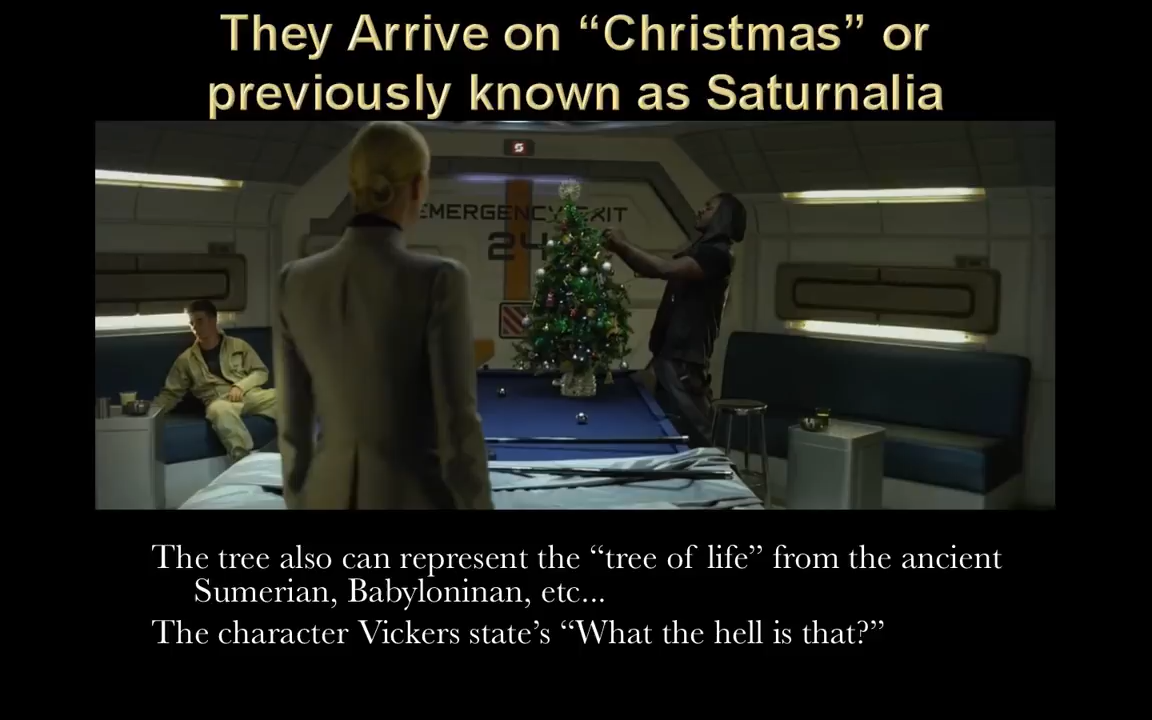 They Arrive on “Christmas” or
previously known as Saturnalia
EMERGENCY EXIT
24
The tree also can represent the “tree of life” from the ancient
Sumerian, Babyloninan, etc...
The character Vickers state’s “What the hell is that?”